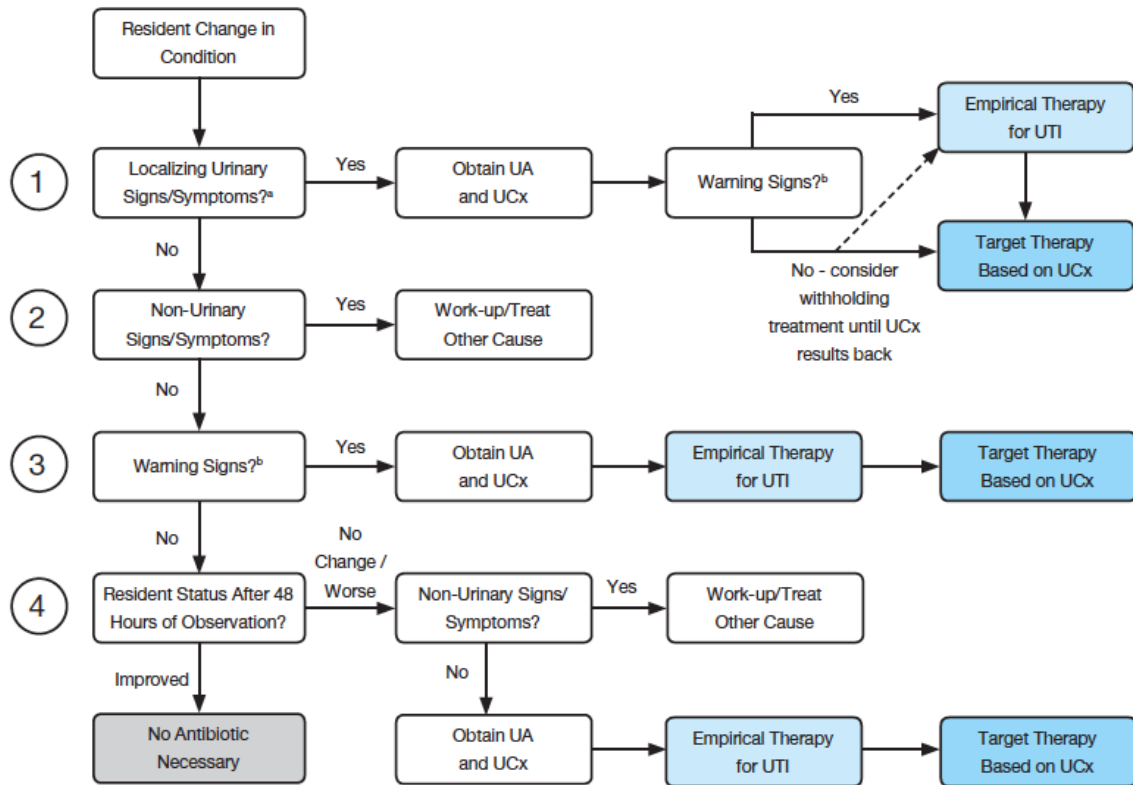 Resident Change in
Condition
1
Localizing Urinary
Signs/Symptoms?ᵃ
Yes
Obtain UA
and UCx
Warning Signs?ᵇ
Yes
Empirical Therapy
for UTI
Target Therapy
Based on UCx
No - consider
withholding
treatment until UCx
results back
No
2
Non-Urinary
Signs/Symptoms?
Yes
Work-up/Treat
Other Cause
No
3
Warning Signs?ᵇ
Yes
Obtain UA
and UCx
Empirical Therapy
for UTI
Target Therapy
Based on UCx
No
4
Resident Status After 48
Hours of Observation?
No
Change /
Worse
Non-Urinary Signs/
Symptoms?
Yes
Work-up/Treat
Other Cause
Improved
No
No Antibiotic
Necessary
Obtain UA
and UCx
Empirical Therapy
for UTI
Target Therapy
Based on UCx